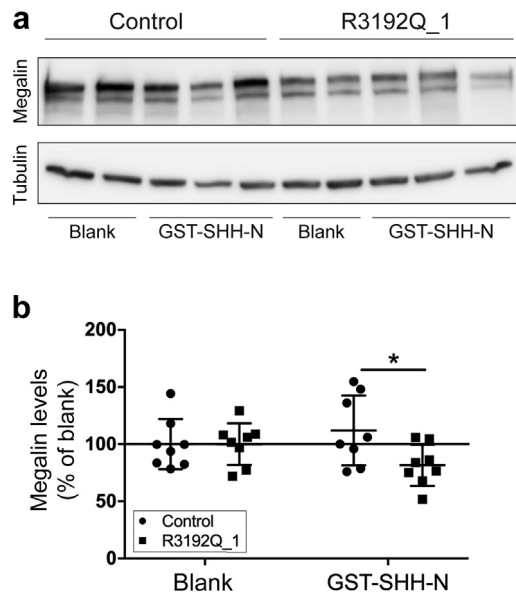 a
Control R3192Q_1
Megalin
Tubulin
Blank GST-SHH-N Blank GST-SHH-N
b
Megalin levels
(% of blank)
200
150
100
50
0
*
Control
R3192Q_1
Blank GST-SHH-N